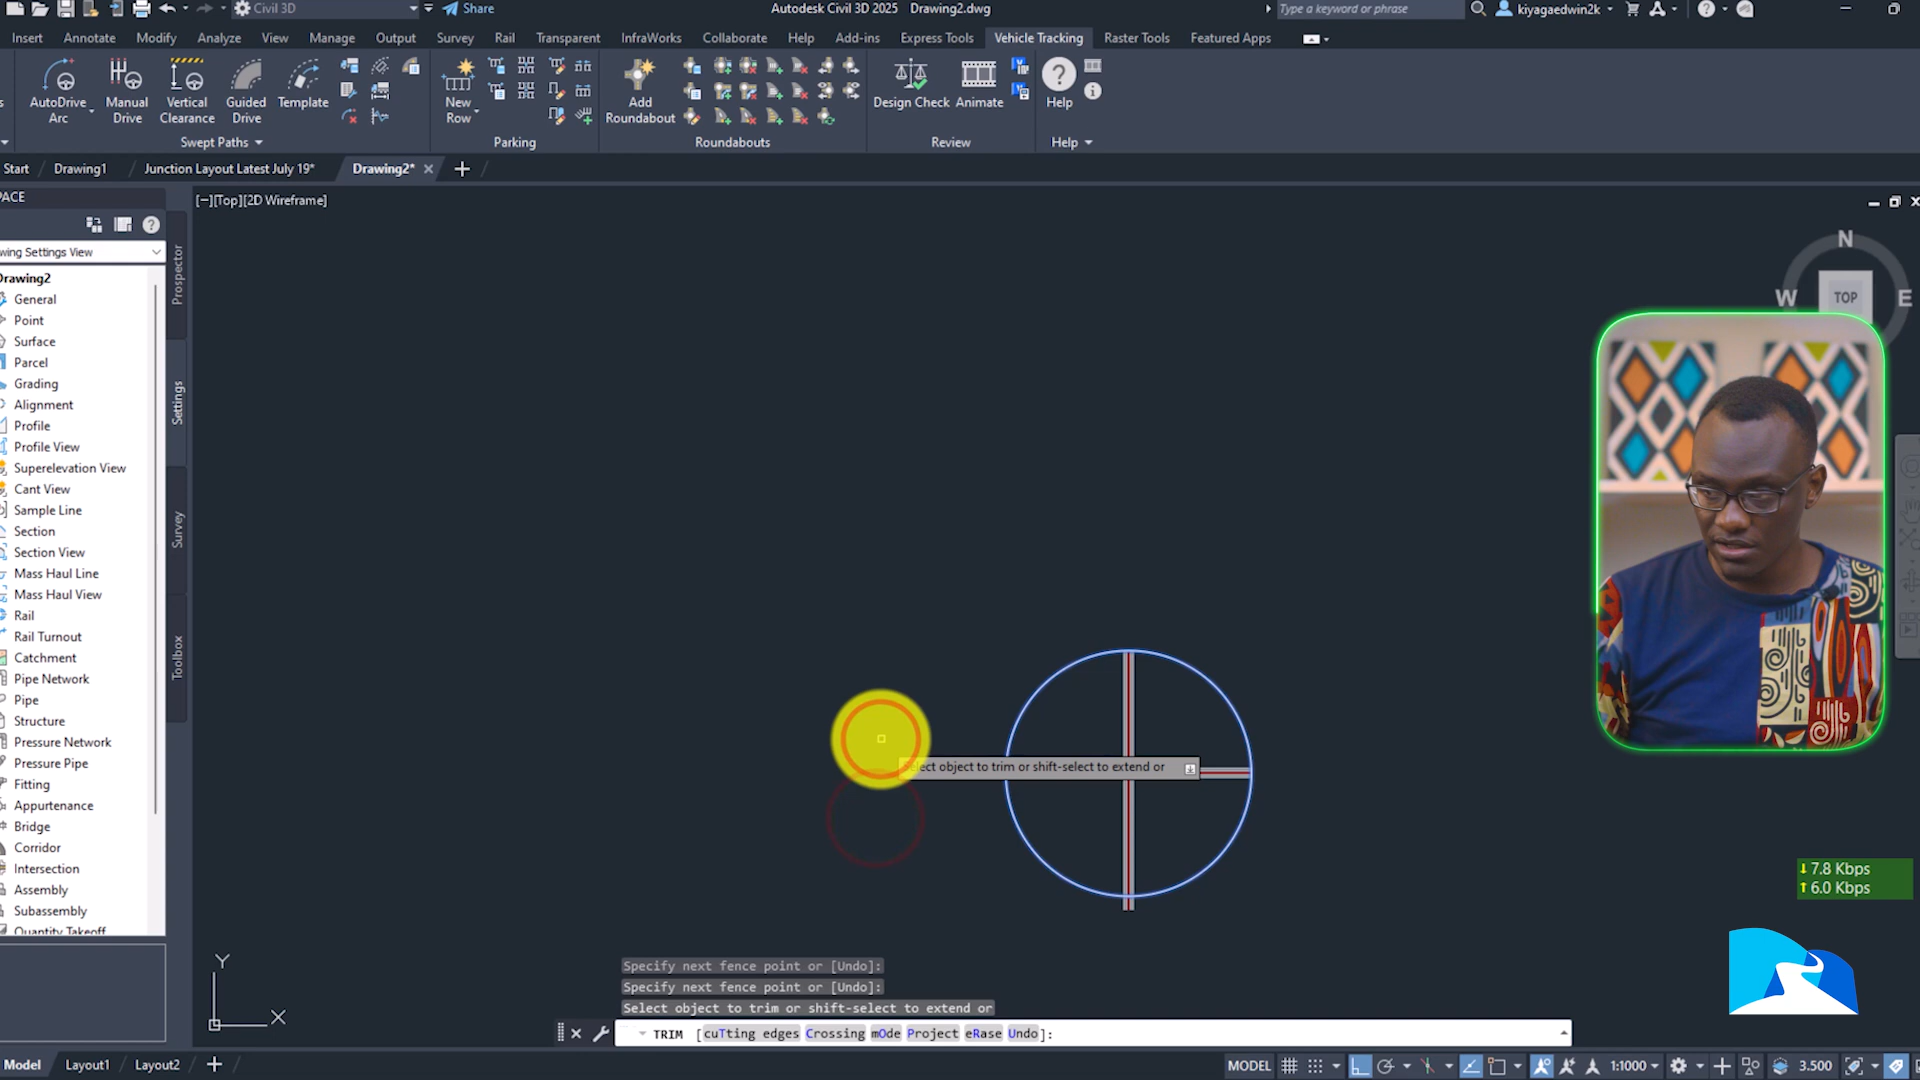 Civil 3D
Share
Autodesk Civil 3D 2025 Drawing2.dwg
Type a keyword or phrase
kiyagaedwin2k
Insert Annotate Modify Analyze View Manage Output Survey Rail Transparent InfraWorks Collaborate Help Add-ins Express Tools Vehicle Tracking Raster Tools Featured Apps
AutoDrive Arc
Manual Drive
Vertical Clearance
Guided Drive
Template
New Row
Add Roundabout
Design Check
Animate
Help
Swept Paths
Parking
Roundabouts
Review
Help
Start
Drawing1
Junction Layout Latest July 19*
Drawing2*
PACE
[−][Top][2D Wireframe]
N
W
TOP
E
wing Settings View
Drawing2
General
Point
Surface
Parcel
Grading
Alignment
Profile
Profile View
Superelevation View
Cant View
Sample Line
Section
Section View
Mass Haul Line
Mass Haul View
Rail
Rail Turnout
Catchment
Pipe Network
Pipe
Structure
Pressure Network
Pressure Pipe
Fitting
Appurtenance
Bridge
Corridor
Intersection
Assembly
Subassembly
Quantity Takeoff
Prospector
Settings
Survey
Toolbox
lect object to trim or shift-select to extend or
7.8 Kbps
6.0 Kbps
Y
X
Specify next fence point or [Undo]:
Specify next fence point or [Undo]:
Select object to trim or shift-select to extend or
TRIM [cuTting edges Crossing mOde Project eRase Undo]:
Model Layout1 Layout2
MODEL
1:1000
3.500